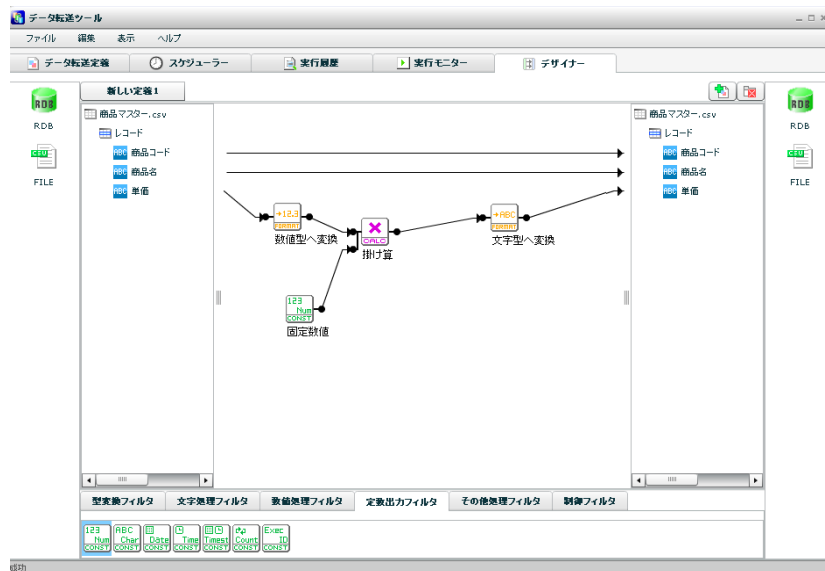 データ転送ツール
ファイル 編集 表示 ヘルプ
データ転送定義 スケジューラー 実行履歴 実行モニター デザイナー
新しい定義1
RDB
RDB
FILE
商品マスター.csv
レコード
ABC 商品コード
ABC 商品名
ABC 単価
→12.3
FORMAT
数値型へ変換
CALC
掛け算
→ABC
FORMAT
文字型へ変換
123
Num
CONST
固定数値
商品マスター.csv
レコード
ABC 商品コード
ABC 商品名
ABC 単価
RDB
RDB
FILE
型変換フィルタ 文字処理フィルタ 数値処理フィルタ 定数出力フィルタ その他処理フィルタ 制御フィルタ
123 Num CONST
ABC Char CONST
Date CONST
Time CONST
Timest CONST
Count CONST
Exec ID CONST
成功